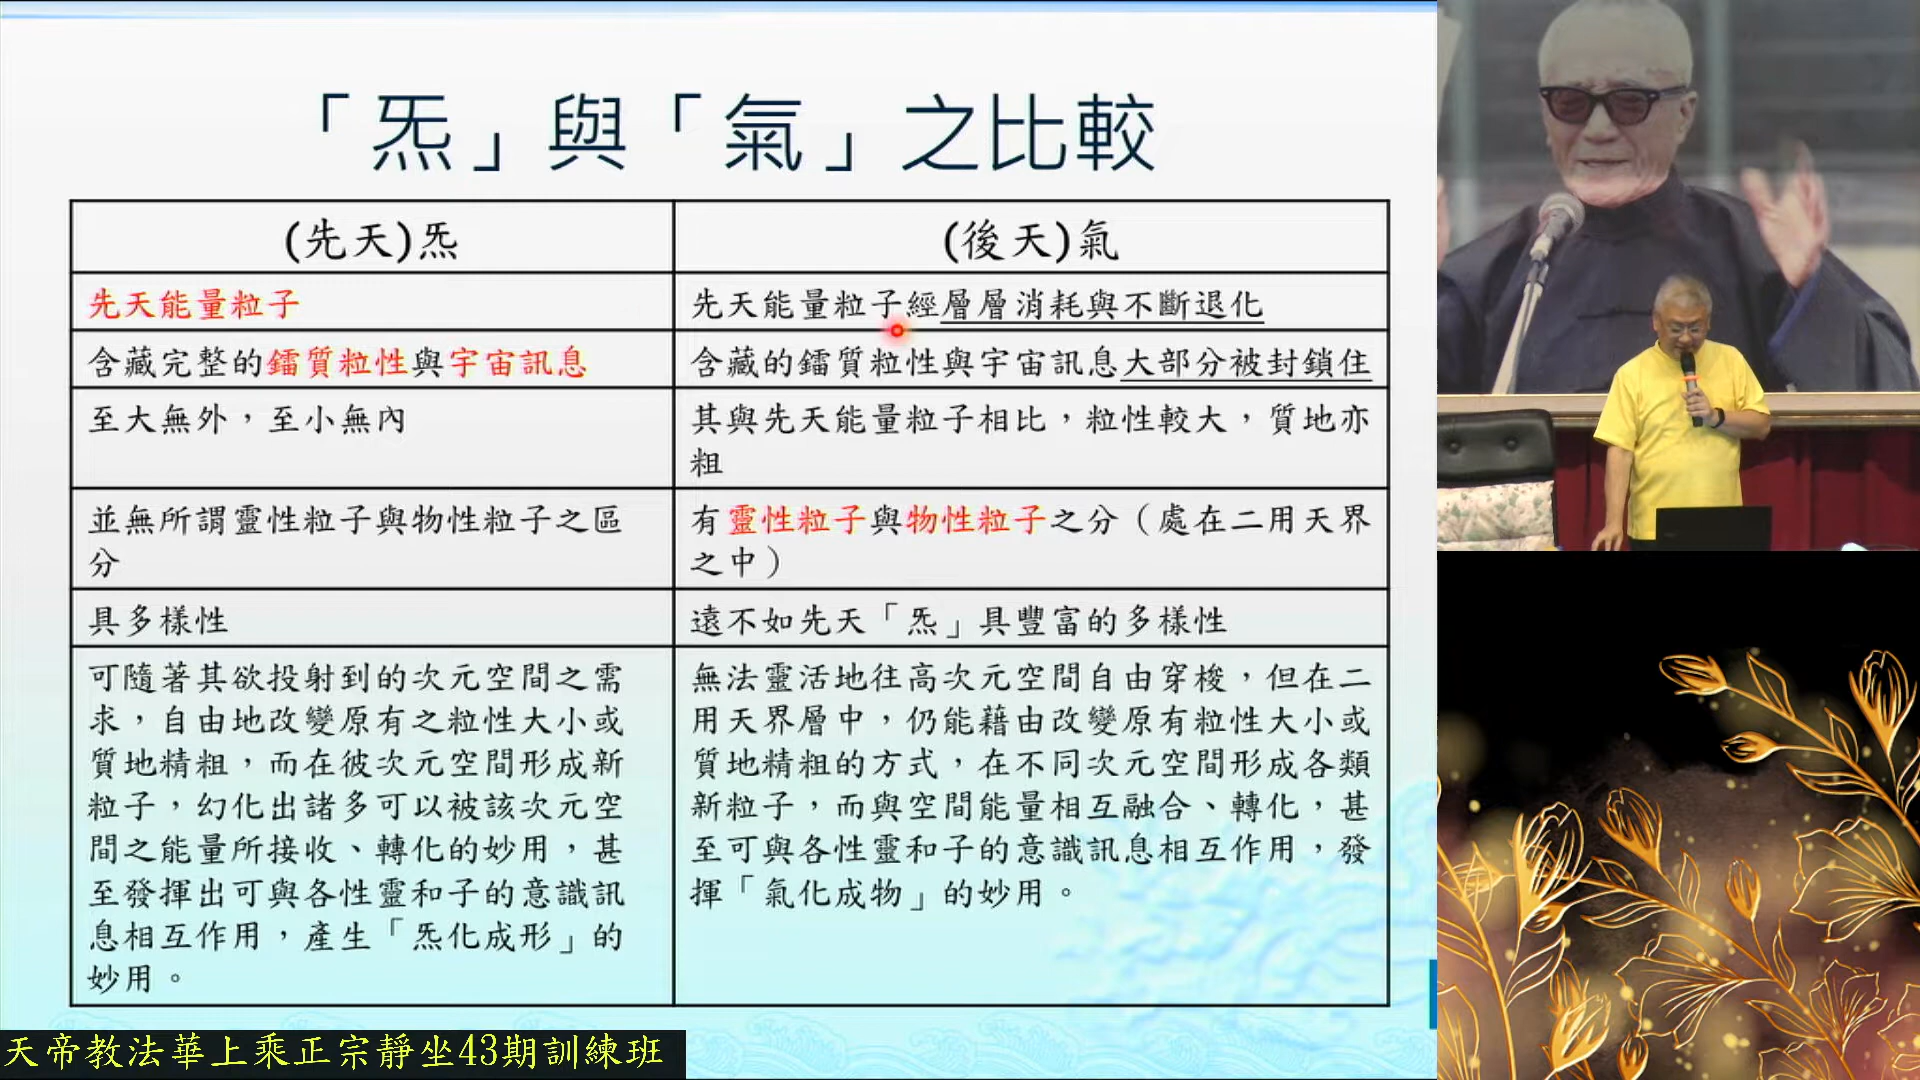 「炁」與「氣」之比較
(先天)炁
(後天)氣
先天能量粒子
先天能量粒子經層層消耗與不斷退化
含藏完整的鐳質粒性與宇宙訊息
含藏的鐳質粒性與宇宙訊息大部分被封鎖住
至大無外，至小無內
其與先天能量粒子相比，粒性較大，質地亦
粗
並無所謂靈性粒子與物性粒子之區
分
有靈性粒子與物性粒子之分（處在二用天界
之中）
具多樣性
遠不如先天「炁」具豐富的多樣性
可隨著其欲投射到的次元空間之需
求，自由地改變原有之粒性大小或
質地精粗，而在彼次元空間形成新
粒子，幻化出諸多可以被該次元空
間之能量所接收、轉化的妙用，甚
至發揮出可與各性靈和子的意識訊
息相互作用，產生「炁化成形」的
妙用。
無法靈活地往高次元空間自由穿梭，但在二
用天界層中，仍能藉由改變原有粒性大小或
質地精粗的方式，在不同次元空間形成各類
新粒子，而與空間能量相互融合、轉化，甚
至可與各性靈和子的意識訊息相互作用，發
揮「氣化成物」的妙用。
天帝教法華上乘正宗靜坐43期訓練班